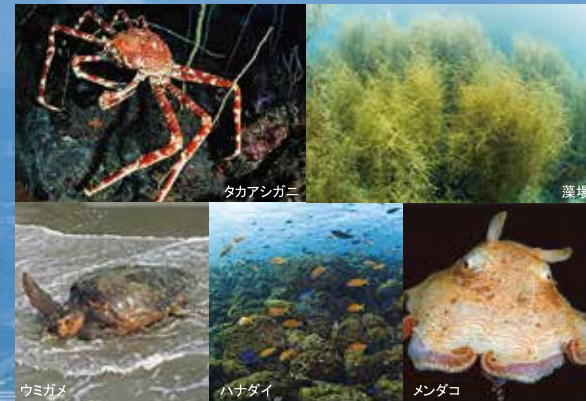 タカアシガニ
藻場
ウミガメ
ハナダイ
メンダコ